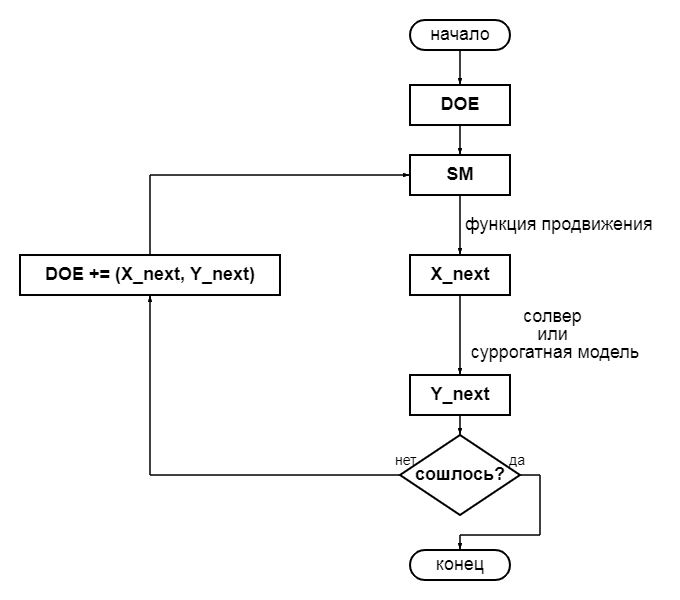 начало
DOE
SM
функция продвижения
DOE += (X_next, Y_next)
X_next
солвер
или
суррогатная модель
Y_next
нет
да
сошлось?
конец